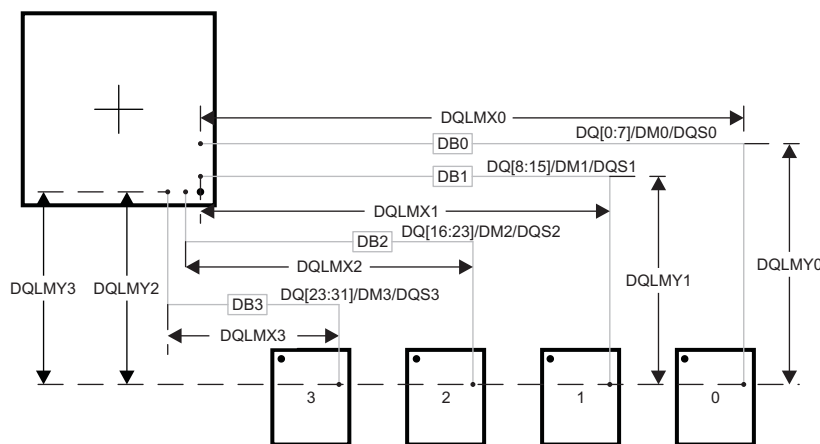 DQLMX0
DQ[0:7]/DM0/DQS0
DB0
DQ[8:15]/DM1/DQS1
DB1
DQLMX1
DQ[16:23]/DM2/DQS2
DB2
DQLMX2
DQLMY0
DQLMY1
DQLMY3
DQLMY2
DQ[23:31]/DM3/DQS3
DB3
DQLMX3
3
2
1
0